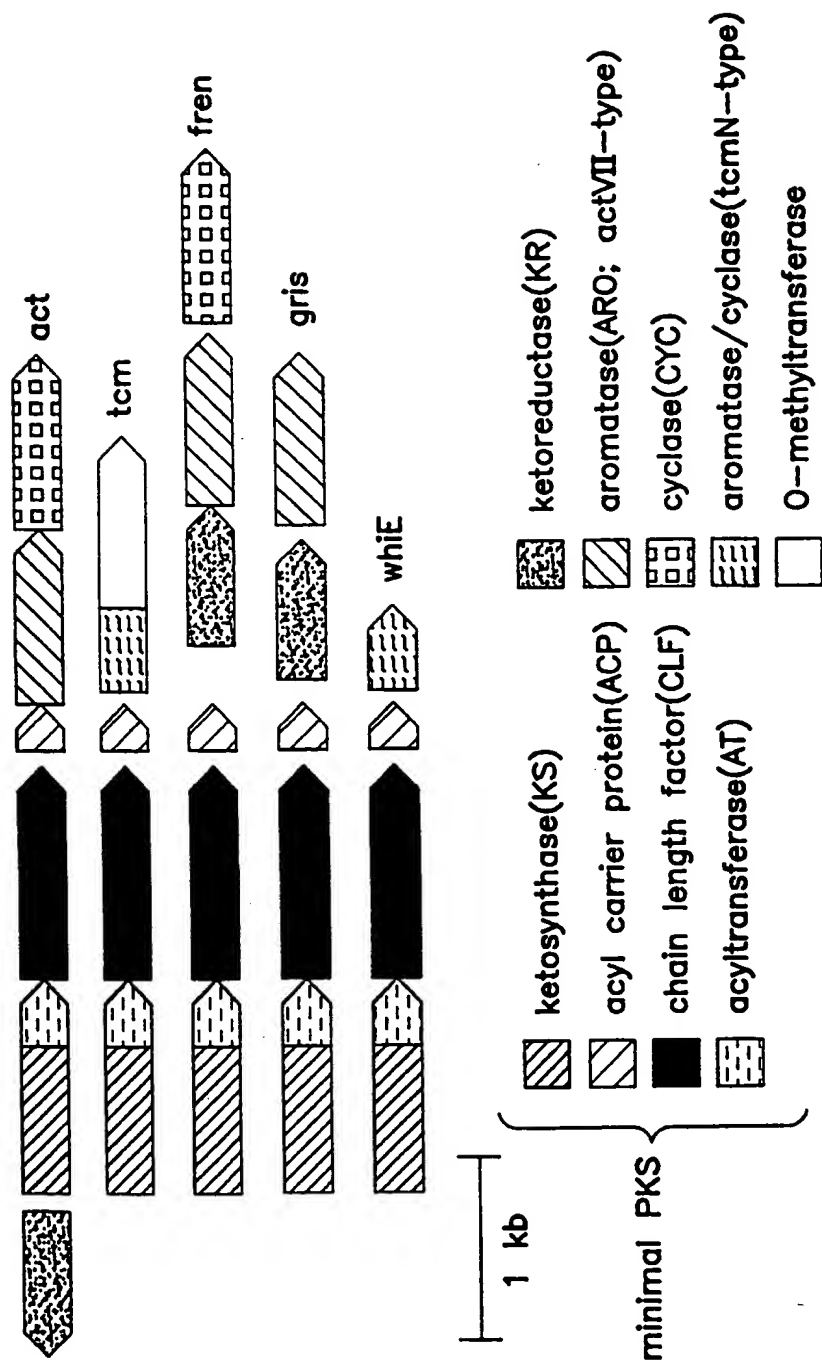 act
tcm
fren
gris
whiE
1 kb
minimal PKS
ketosynthase(KS)
acyl carrier protein(ACP)
chain length factor(CLF)
acyltransferase(AT)
ketoreductase(KR)
aromatase(ARO; actVII-type)
cyclase(CYC)
aromatase/cyclase(tcmN-type)
O-methyltransferase